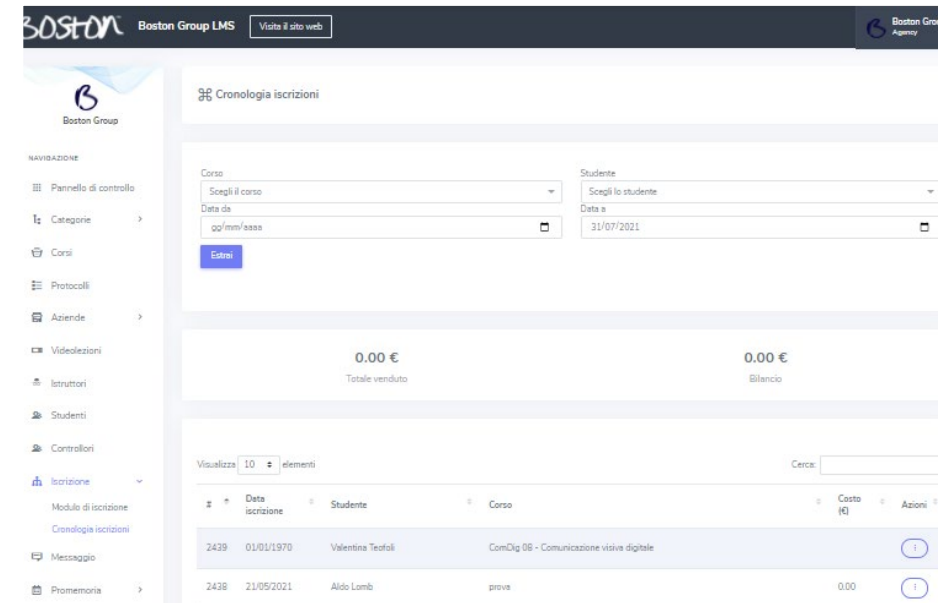 BOSTON Boston Group LMS Visita il sito web
Boston Grou
Agency
Boston Group
NAVIGAZIONE
Pannello di controllo
Categorie
Corsi
Protocolli
Aziende
Videolezioni
Istruttori
Studenti
Controllori
Iscrizione
Modulo di iscrizione
Cronologia iscrizioni
Messaggio
Promemoria
Cronologia iscrizioni
Corso
Scegli il corso
Studente
Scegli lo studente
Data da
gg/mm/aaaa
Data a
31/07/2021
Estrai
0.00 €
Totale venduto
0.00 €
Bilancio
Visualizza 10 elementi
Cerca:
# Data iscrizione Studente Corso Costo (€) Azioni
2439 01/01/1970 Valentina Teofoli ComDig 08 - Comunicazione visiva digitale
2438 21/05/2021 Aldo Lomb prova 0.00